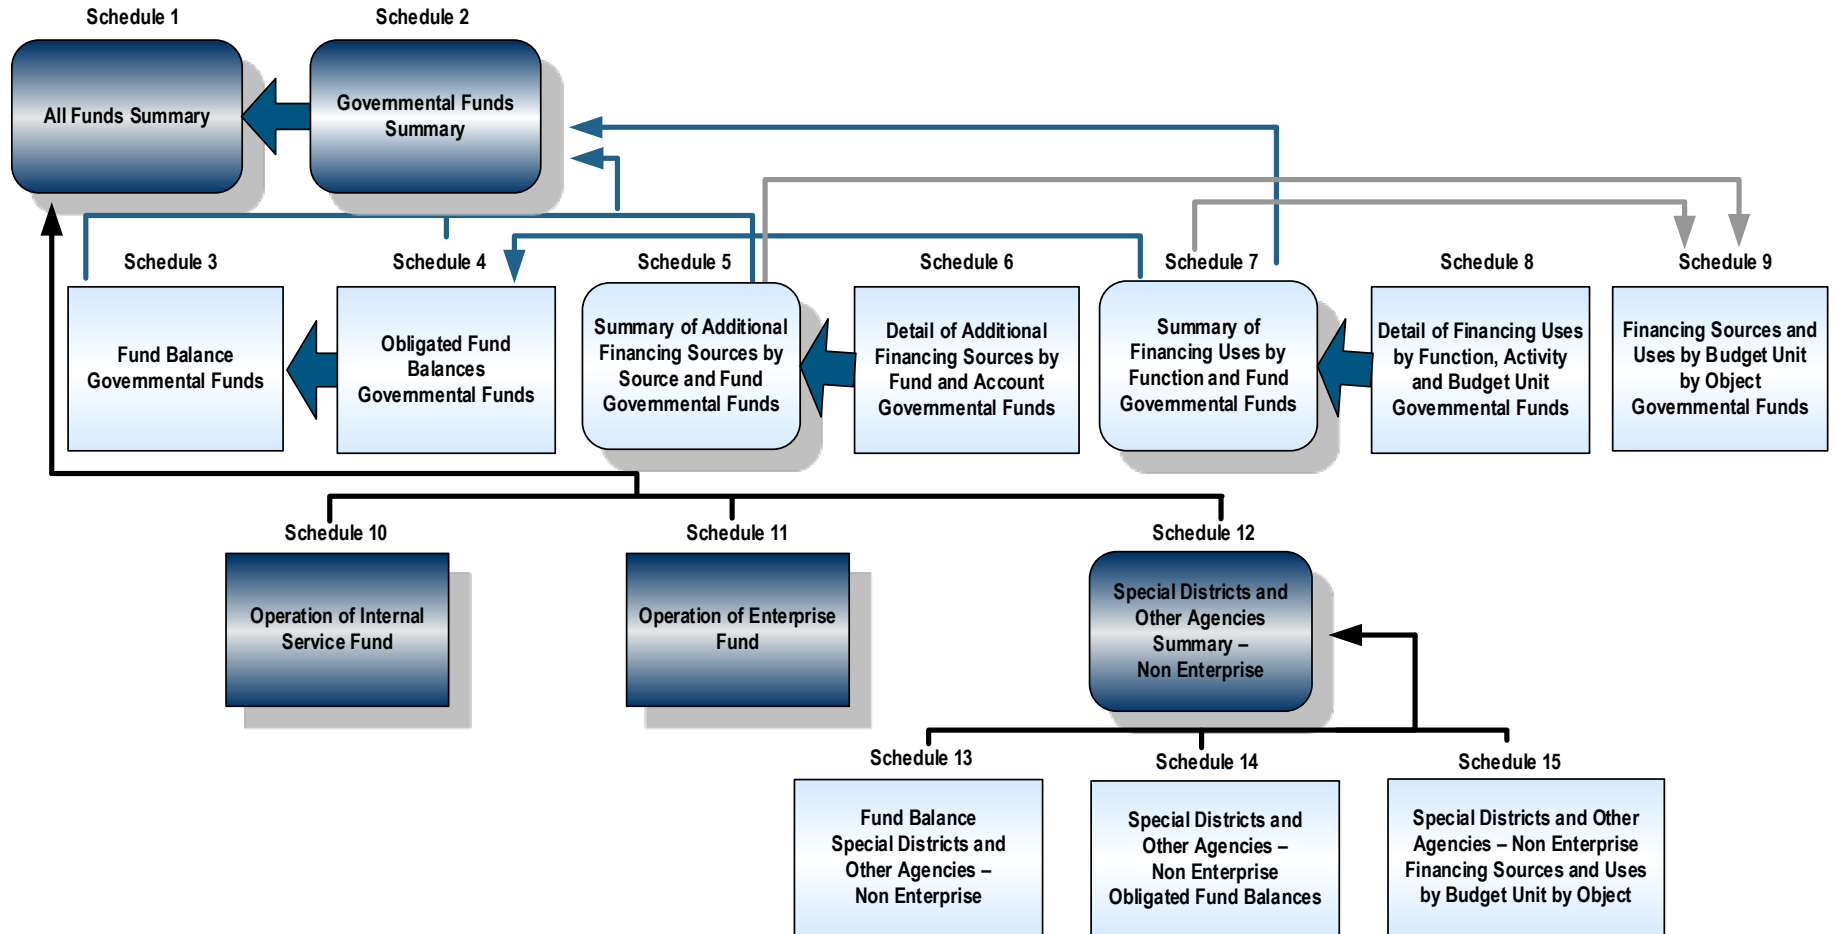 Schedule 1
Schedule 2
All Funds Summary
Governmental Funds
Summary
Schedule 3
Schedule 4
Schedule 5
Schedule 6
Schedule 7
Schedule 8
Schedule 9
Fund Balance
Governmental Funds
Obligated Fund
Balances
Governmental Funds
Summary of Additional
Financing Sources by
Source and Fund
Governmental Funds
Detail of Additional
Financing Sources by
Fund and Account
Governmental Funds
Summary of
Financing Uses by
Function and Fund
Governmental Funds
Detail of Financing Uses
by Function, Activity
and Budget Unit
Governmental Funds
Financing Sources and
Uses by Budget Unit
by Object
Governmental Funds
Schedule 10
Schedule 11
Schedule 12
Operation of Internal
Service Fund
Operation of Enterprise
Fund
Special Districts and
Other Agencies
Summary –
Non Enterprise
Schedule 13
Schedule 14
Schedule 15
Fund Balance
Special Districts and
Other Agencies –
Non Enterprise
Special Districts and
Other Agencies –
Non Enterprise
Obligated Fund Balances
Special Districts and Other
Agencies – Non Enterprise
Financing Sources and Uses
by Budget Unit by Object